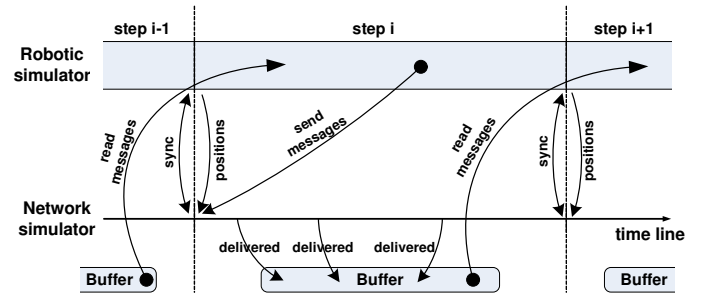 step i-1
step i
step i+1
Robotic
simulator
read
messages
sync
positions
send
messages
read
messages
sync
positions
Network
simulator
time line
delivered
delivered
delivered
Buffer
Buffer
Buffer